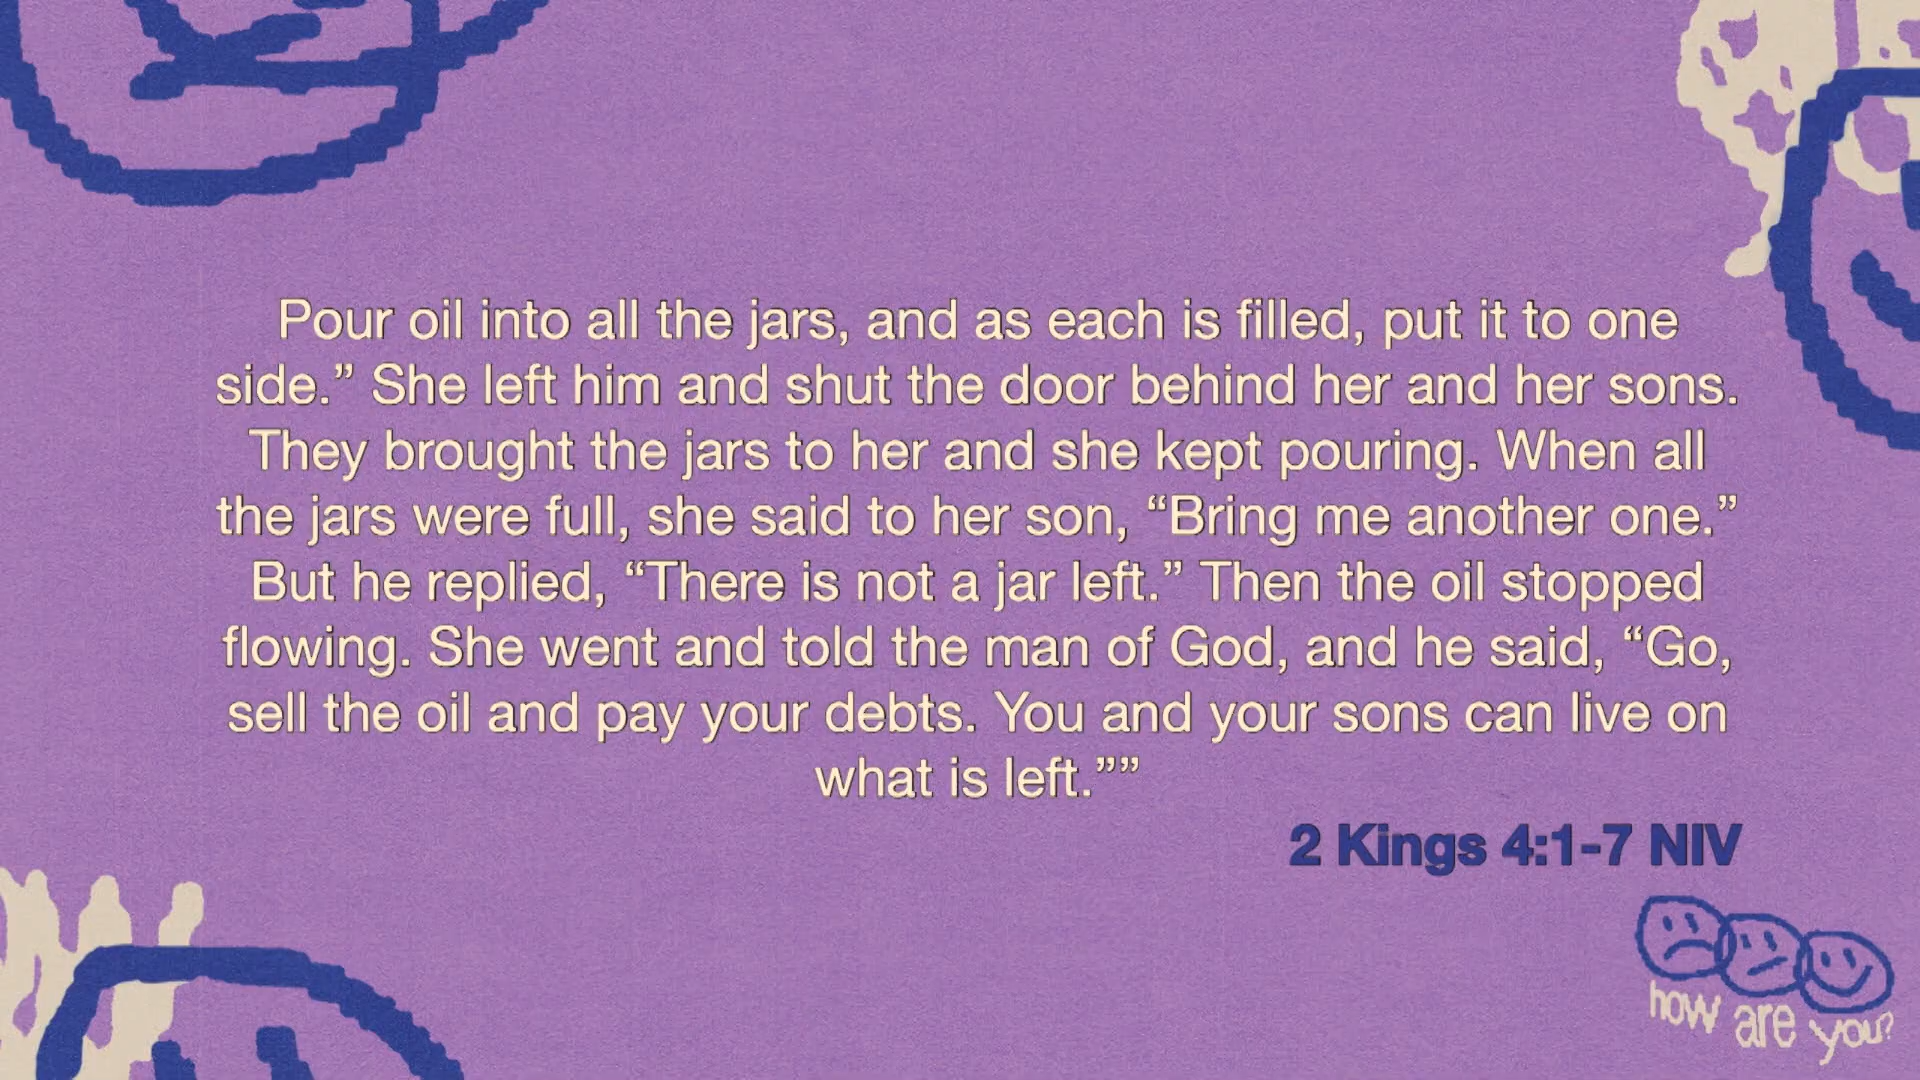 Pour oil into all the jars, and as each is filled, put it to one
side.” She left him and shut the door behind her and her sons.
They brought the jars to her and she kept pouring. When all
the jars were full, she said to her son, “Bring me another one.”
But he replied, “There is not a jar left.” Then the oil stopped
flowing. She went and told the man of God, and he said, “Go,
sell the oil and pay your debts. You and your sons can live on
what is left.””
2 Kings 4:1-7 NIV
how are you?